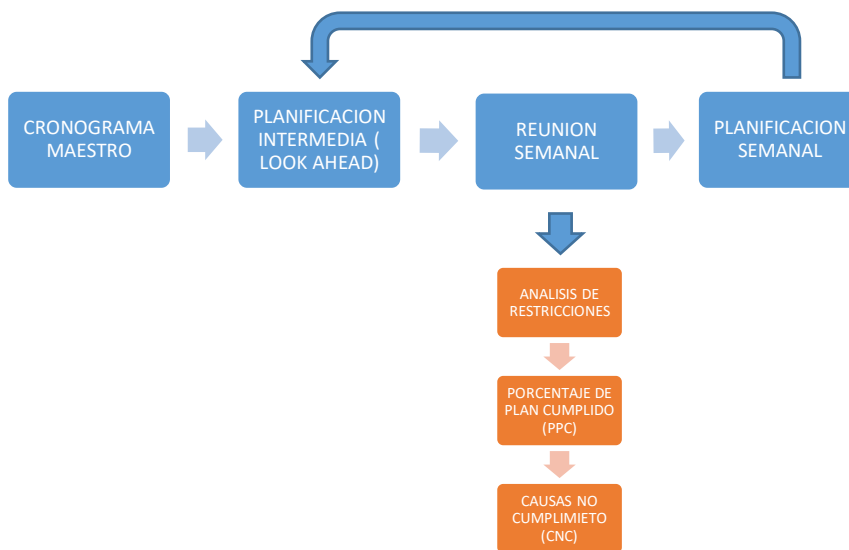 CRONOGRAMA
MAESTRO
PLANIFICACION
INTERMEDIA (
LOOK AHEAD)
REUNION
SEMANAL
PLANIFICACION
SEMANAL
ANALISIS DE
RESTRICCIONES
PORCENTAJE DE
PLAN CUMPLIDO
(PPC)
CAUSAS NO
CUMPLIMIETO
(CNC)